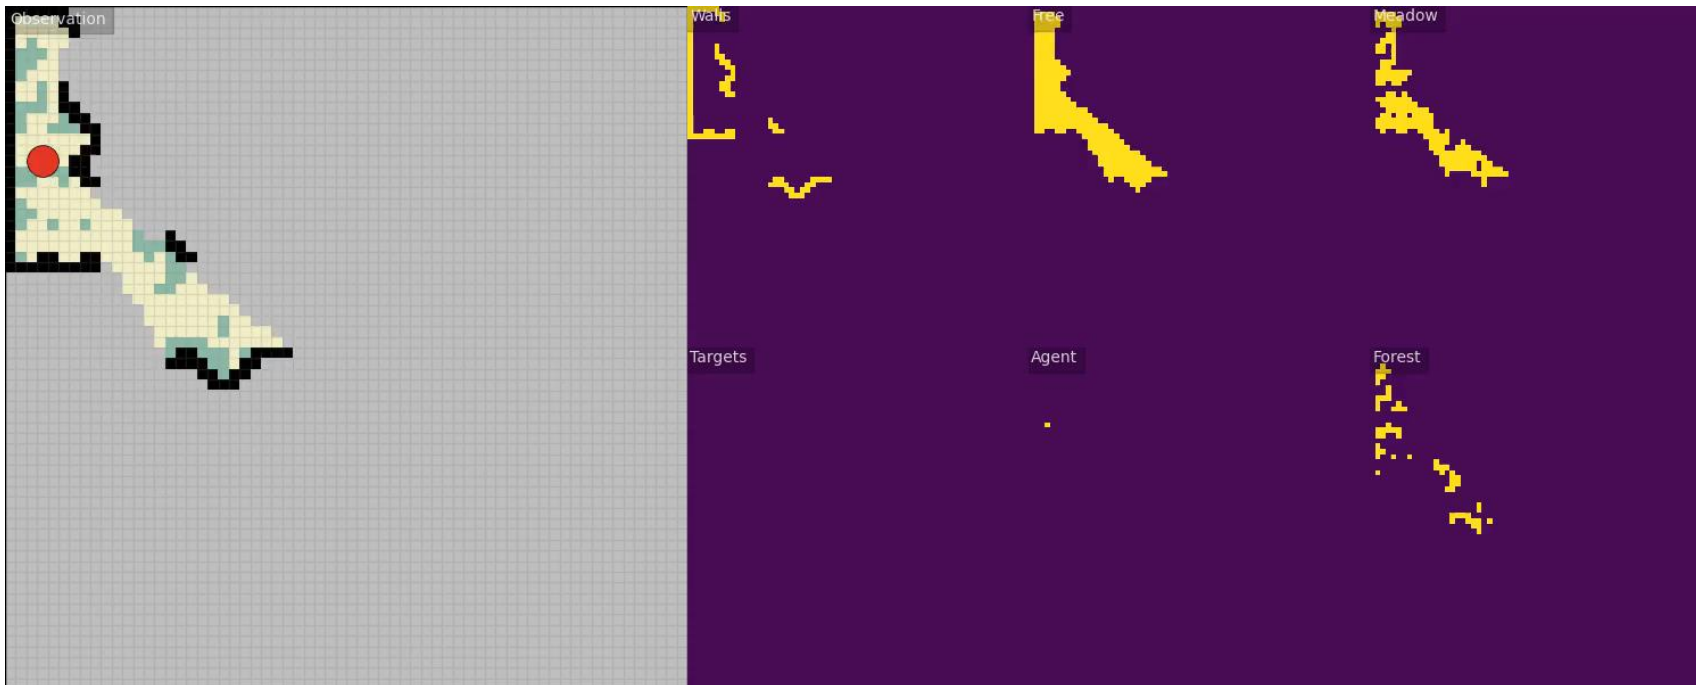 Observation
Walls
Free
Meadow
Targets
Agent
Forest